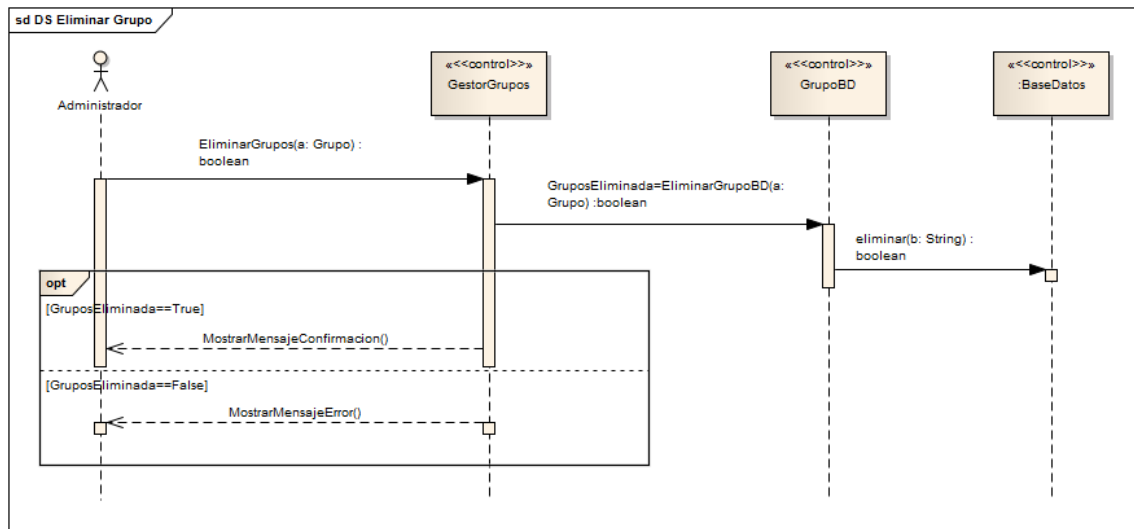 sd DS Eliminar Grupo
Administrador
«<<control>>»
GestorGrupos
«<<control>>»
GrupoBD
«<<control>>»
:BaseDatos
EliminarGrupos(a: Grupo) :
boolean
GruposEliminada=EliminarGrupoBD(a:
Grupo) :boolean
eliminar(b: String) :
boolean
opt
[GruposEliminada==True]
MostrarMensajeConfirmacion()
[GruposEliminada==False]
MostrarMensajeError()